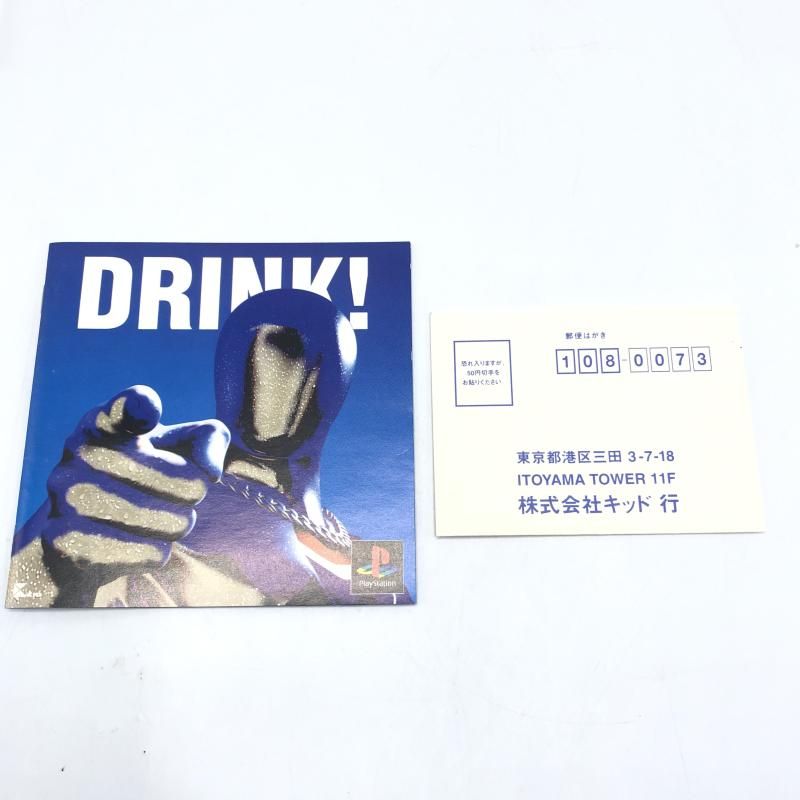 DRINK!
PlayStation
郵便はがき
恐れ入りますが、
50円切手を
お貼りください
108-0073
東京都港区三田 3-7-18
ITOYAMA TOWER 11F
株式会社キッド 行